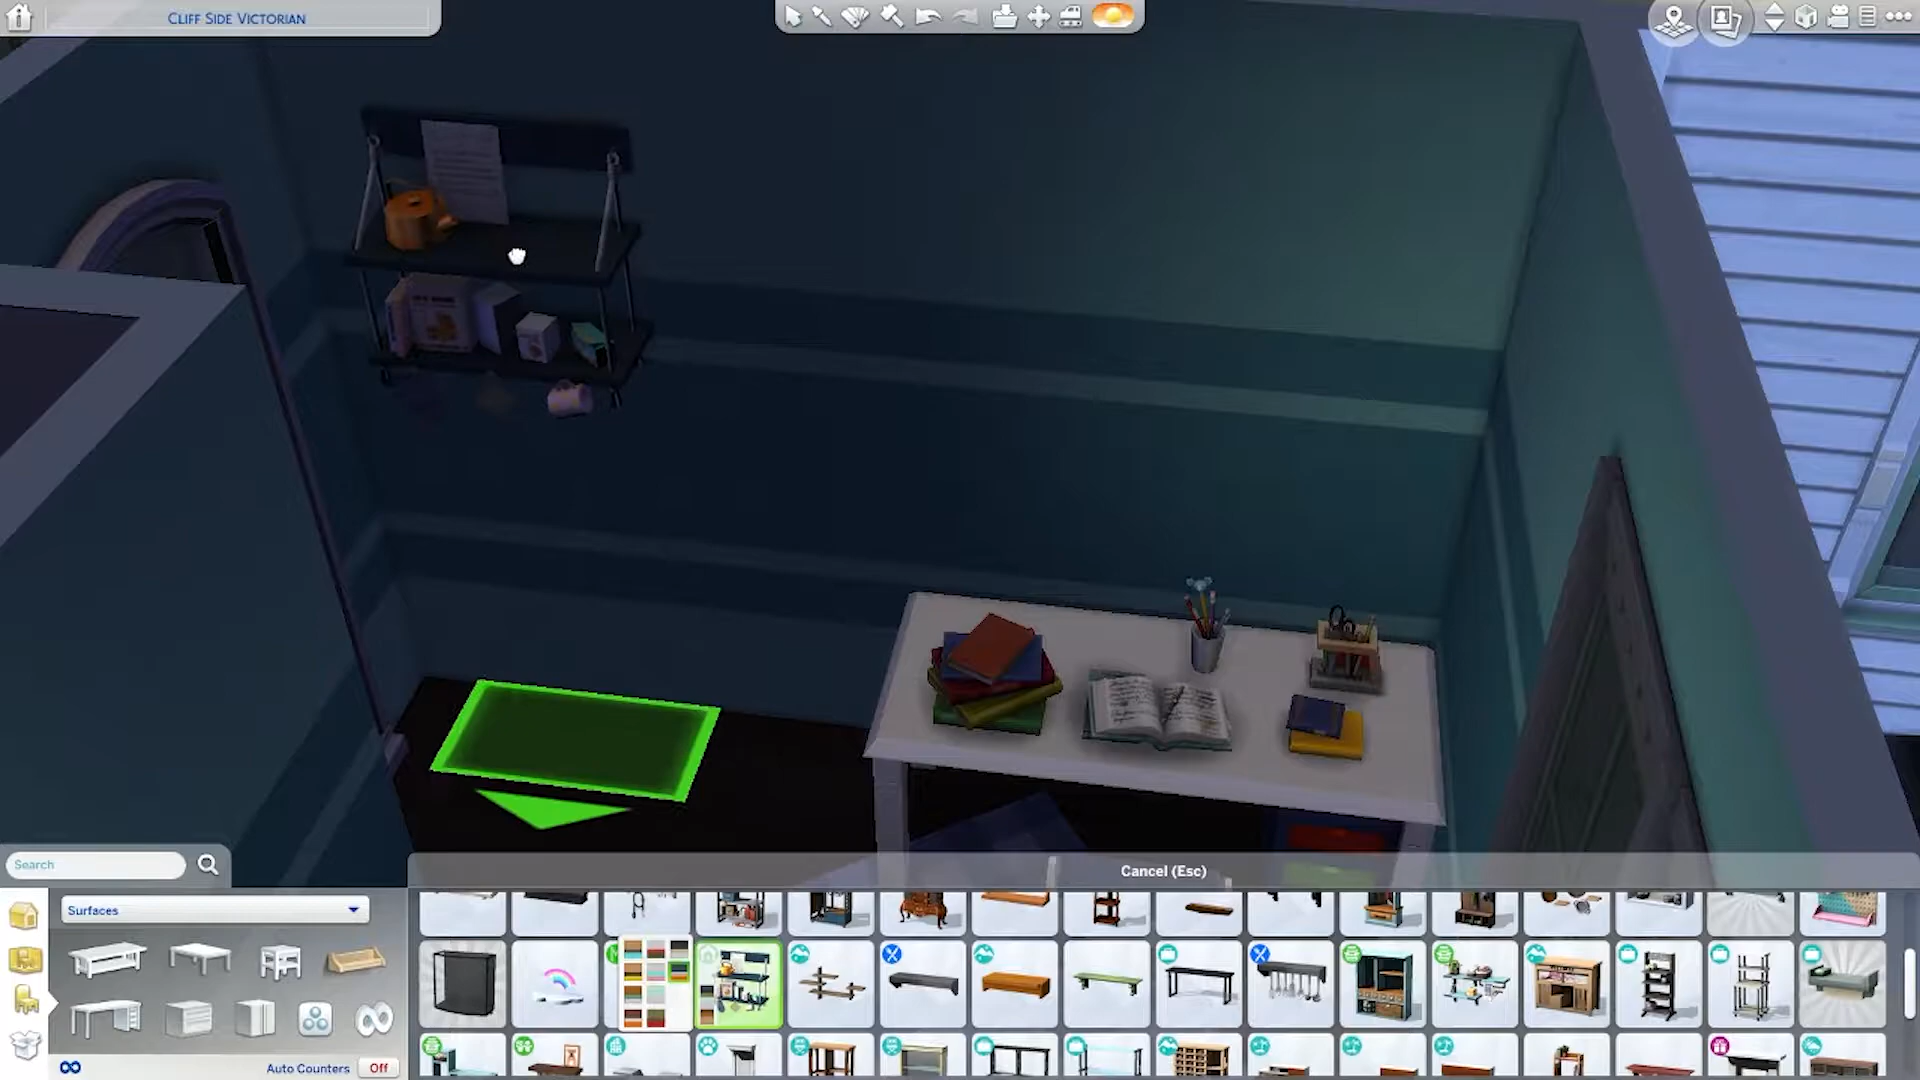 CLIFF SIDE VICTORIAN
Cancel (Esc)
Search
Surfaces
Auto Counters
Off